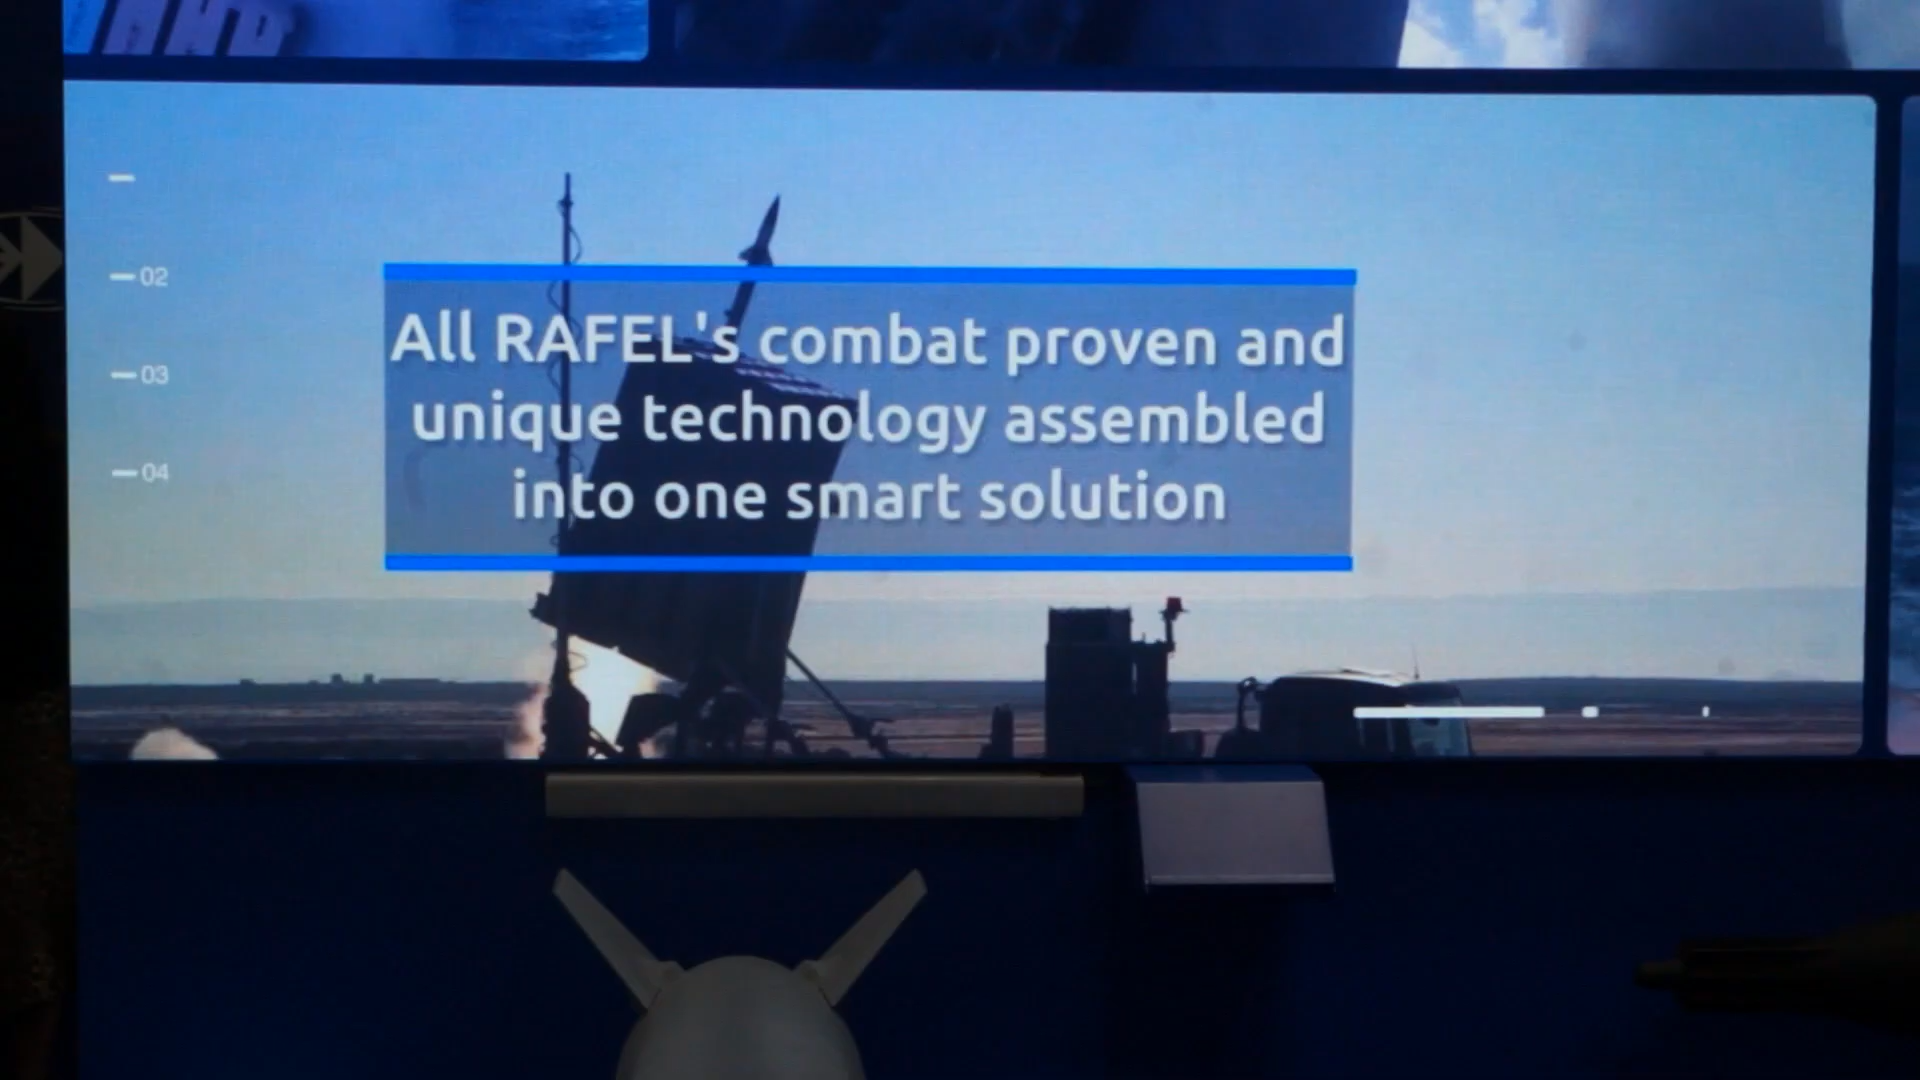 02
03
04
All RAFEL's combat proven and
unique technology assembled
into one smart solution